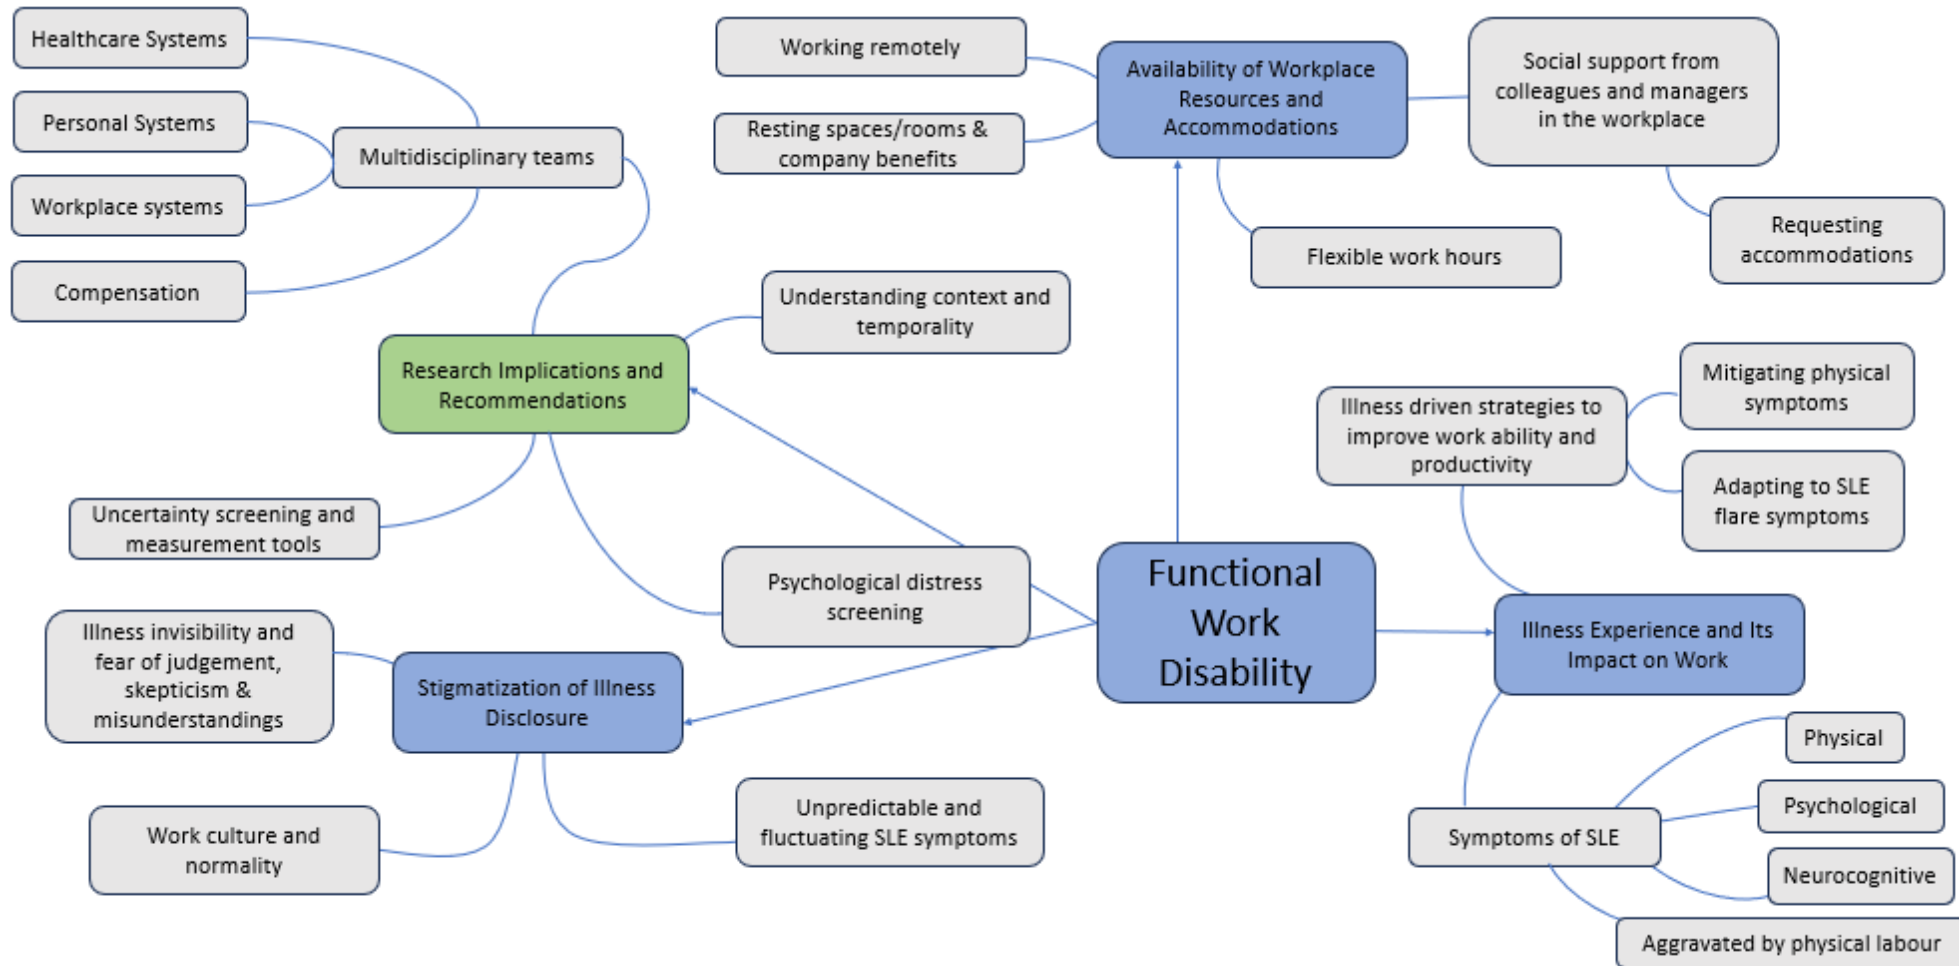 Healthcare Systems
Personal Systems
Workplace systems
Compensation
Multidisciplinary teams
Working remotely
Resting spaces/rooms &
company benefits
Availability of Workplace
Resources and
Accommodations
Social support from
colleagues and managers
in the workplace
Requesting
accommodations
Flexible work hours
Understanding context and
temporality
Research Implications and
Recommendations
Uncertainty screening and
measurement tools
Psychological distress
screening
Illness driven strategies to
improve work ability and
productivity
Mitigating physical
symptoms
Adapting to SLE
flare symptoms
Functional
Work
Disability
Illness Experience and Its
Impact on Work
Illness invisibility and
fear of judgement,
skepticism &
misunderstandings
Stigmatization of Illness
Disclosure
Work culture and
normality
Unpredictable and
fluctuating SLE symptoms
Symptoms of SLE
Physical
Psychological
Neurocognitive
Aggravated by physical labour